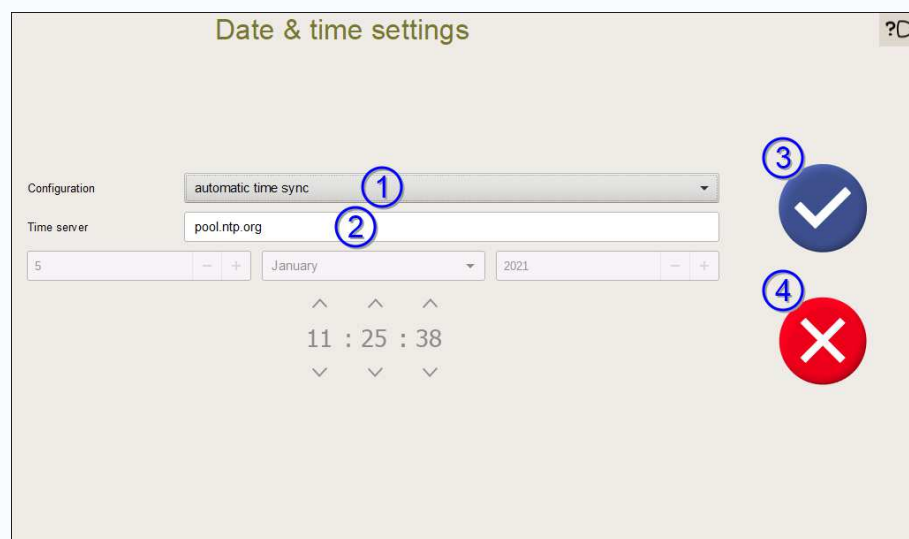 Date & time settings
?
3
Configuration
automatic time sync
1
Time server
pool.ntp.org
2
5 − + January 2021 − +
4
11 : 25 : 38